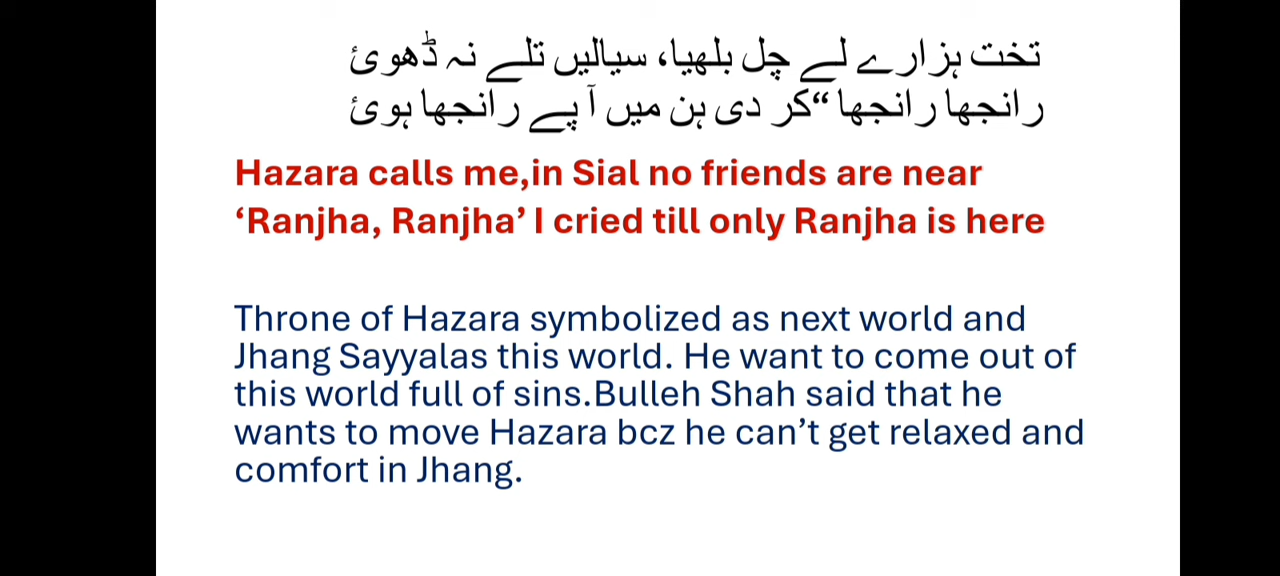 تخت ہزارے لے چل بلھیا، سیالیں تلے نہ ڈھوئ
رانجھا رانجھا “کر دی ہن میں آپے رانجھا ہوئ
Hazara calls me,in Sial no friends are near
‘Ranjha, Ranjha’ I cried till only Ranjha is here
Throne of Hazara symbolized as next world and
Jhang Sayyalas this world. He want to come out of
this world full of sins.Bulleh Shah said that he
wants to move Hazara bcz he can’t get relaxed and
comfort in Jhang.